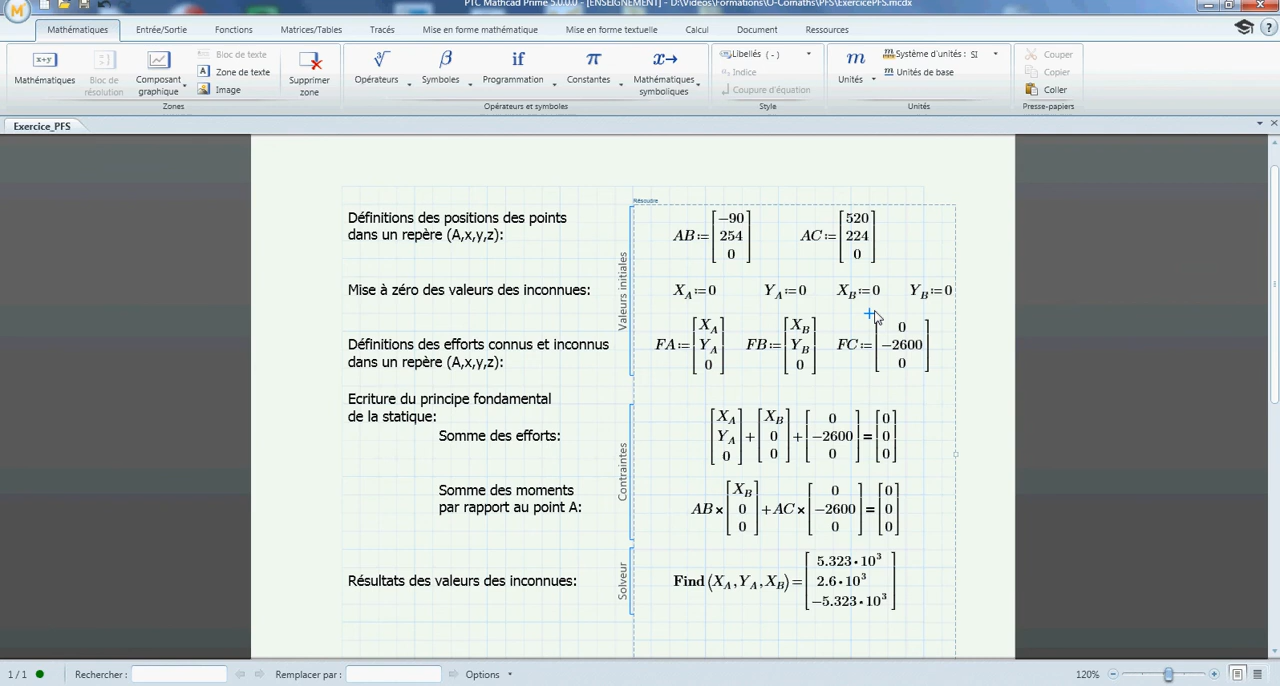 PTC Mathcad Prime 5.0.0.0 - [ENSEIGNEMENT] - D:\Vidéos\Formations\O-Comaths\PFS\ExercicePFS.mcdx
Mathématiques Entrée/Sortie Fonctions Matrices/Tables Tracés Mise en forme mathématique Mise en forme textuelle Calcul Document Ressources
Mathématiques
Bloc de résolution
Composant graphique
Bloc de texte
Zone de texte
Image
Supprimer zone
Zones
Opérateurs
Symboles
Programmation
Constantes
Mathématiques symboliques
Opérateurs et symboles
Libellés ( - )
Indice
Coupure d'équation
Style
Unités
Système d'unités : SI
Unités de base
Unités
Couper
Copier
Coller
Presse-papiers
Exercice_PFS
Résoudre
Valeurs initiales
Définitions des positions des points
dans un repère (A,x,y,z):
AB:=[−90 254 0] AC:=[520 224 0]
Mise à zéro des valeurs des inconnues:
X_A:=0 Y_A:=0 X_B:=0 Y_B:=0
Définitions des efforts connus et inconnus
dans un repère (A,x,y,z):
FA:=[X_A Y_A 0] FB:=[X_B Y_B 0] FC:=[0 −2600 0]
Contraintes
Ecriture du principe fondamental
de la statique:
Somme des efforts:
[X_A Y_A 0]+[X_B 0 0]+[0 −2600 0]=[0 0 0]
Somme des moments
par rapport au point A:
AB×[X_B 0 0]+AC×[0 −2600 0]=[0 0 0]
Solveur
Résultats des valeurs des inconnues:
Find(X_A,Y_A,X_B)=[5.323·10³ 2.6·10³ −5.323·10³]
1 / 1 Rechercher : Remplacer par : Options 120%